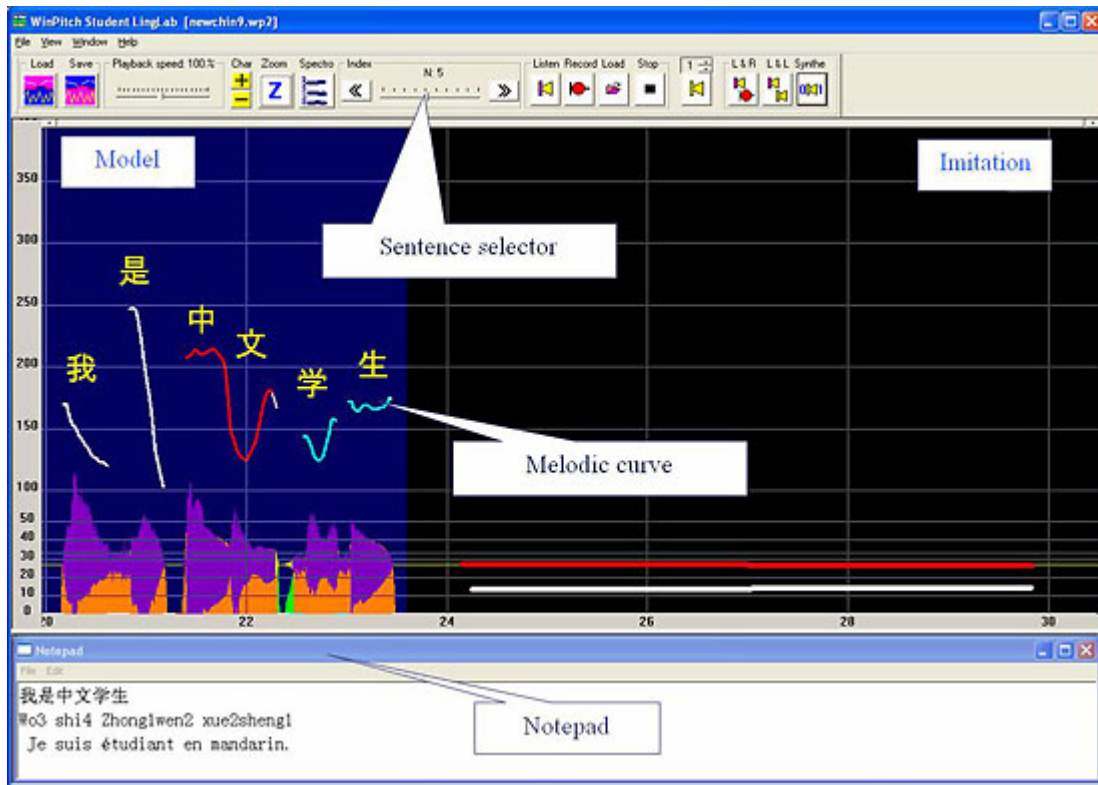 WinPitch Student LingLab [newchin9.wp2]
File View Window Help
Load Save Playback speed 100% Char Zoom Spectro Index N: 5 Listen Record Load Stop 1 L & R L & L Synthe
Model
Imitation
Sentence selector
350
300
250
200
150
100
50
40
30
20
10
0
我 是 中 文 学 生
Melodic curve
20 22 24 26 28 30
Notepad
File Edit
我是中文学生
Wo3 shi4 Zhong1wen2 xue2sheng1
Je suis étudiant en mandarin.
Notepad